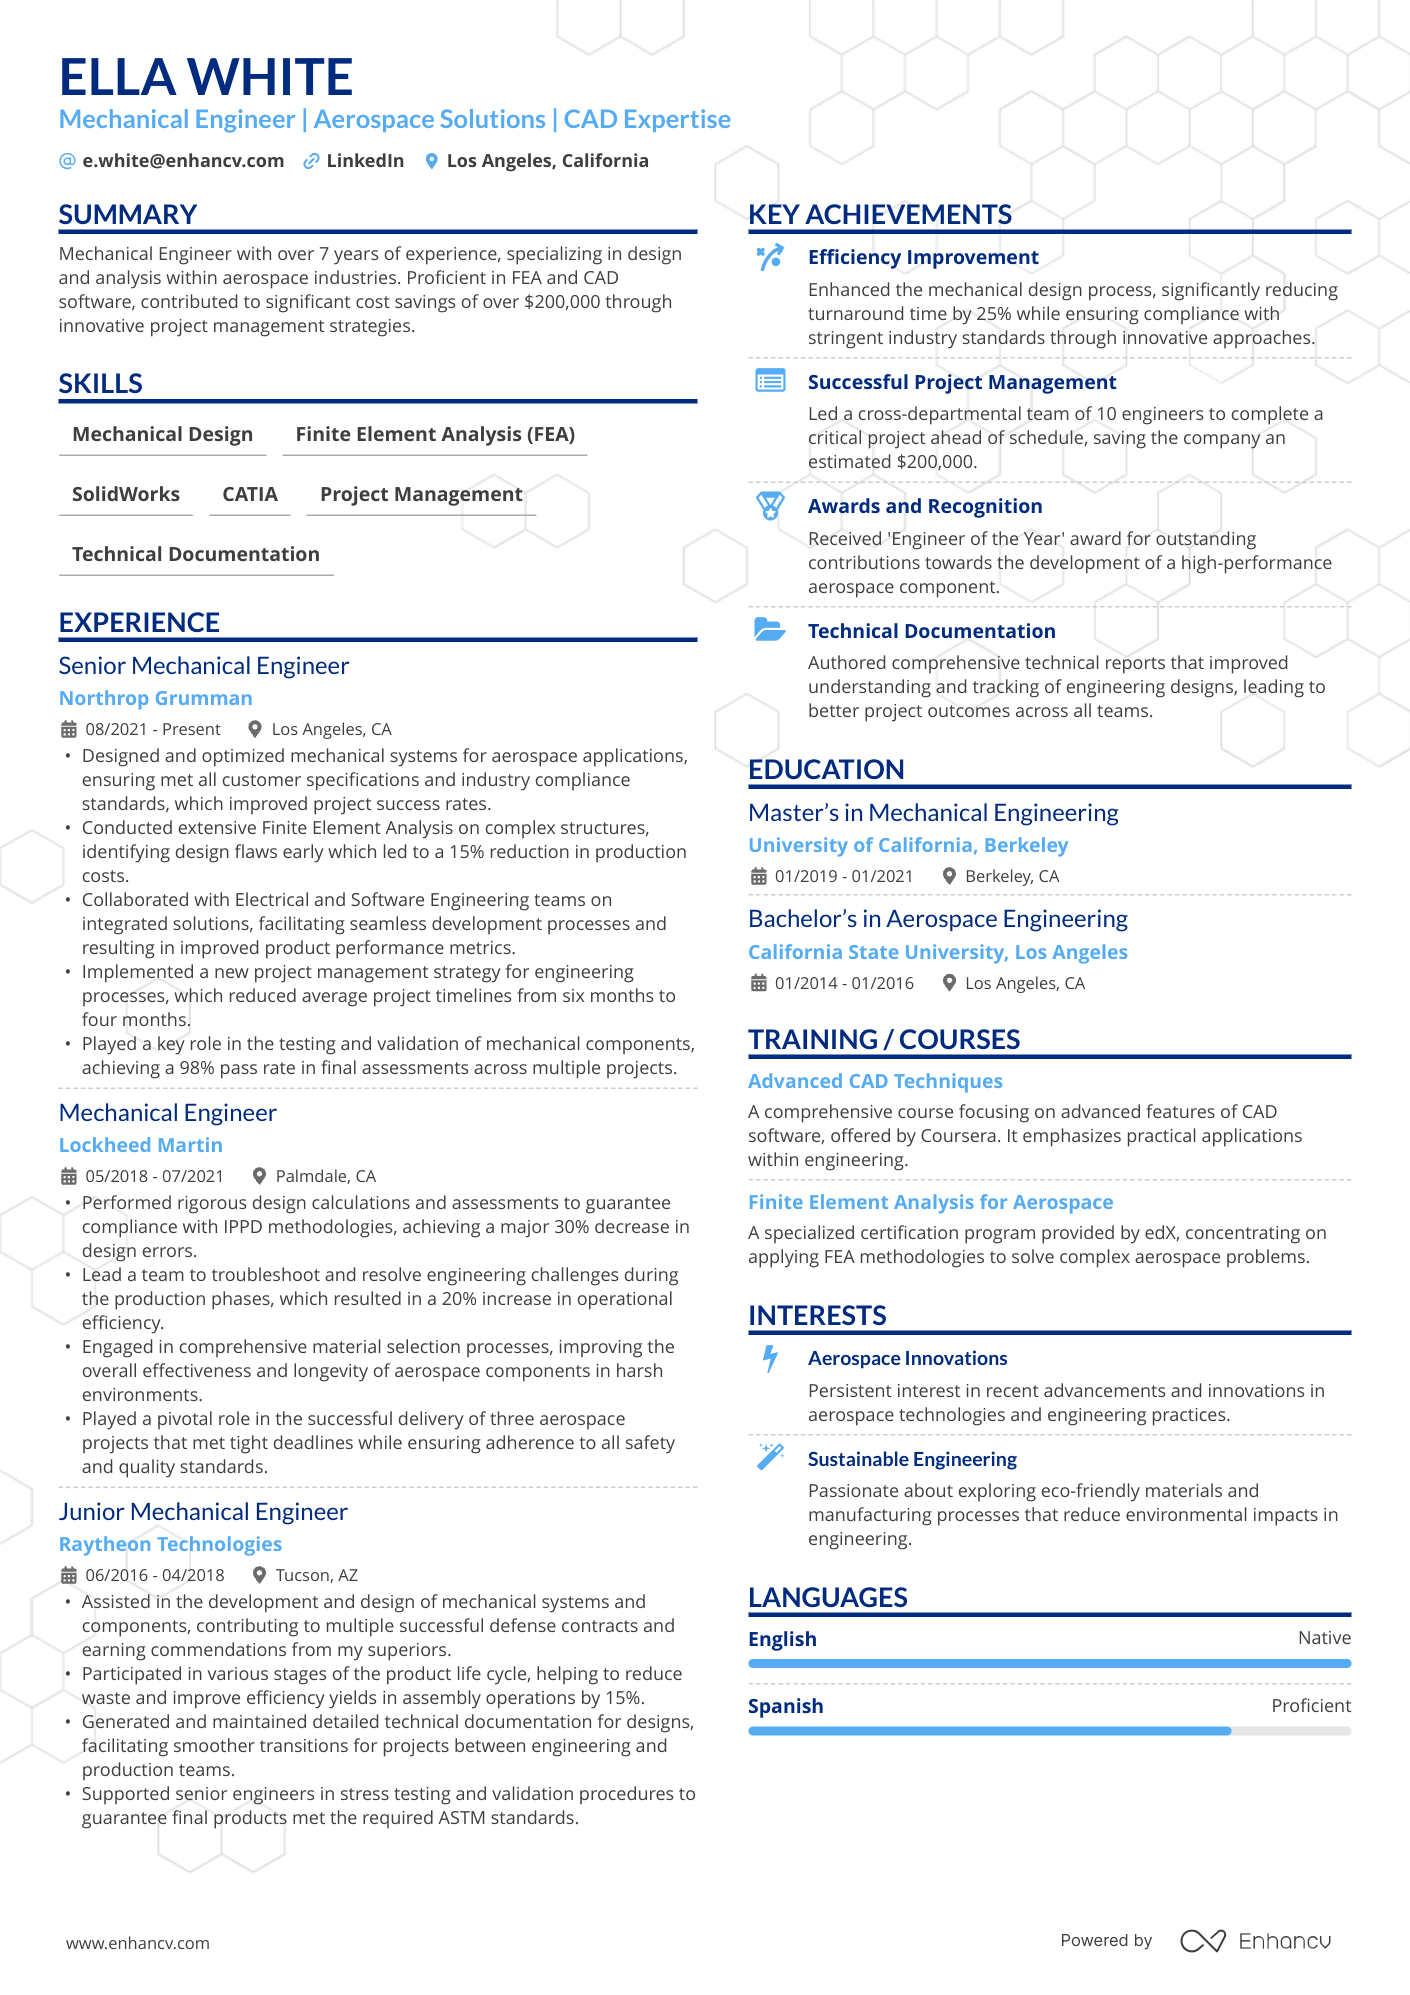 ELLA WHITE
Mechanical Engineer | Aerospace Solutions | CAD Expertise
e.white@enhancv.com LinkedIn Los Angeles, California
SUMMARY
Mechanical Engineer with over 7 years of experience, specializing in design
and analysis within aerospace industries. Proficient in FEA and CAD
software, contributed to significant cost savings of over $200,000 through
innovative project management strategies.
SKILLS
Mechanical Design Finite Element Analysis (FEA)
SolidWorks CATIA Project Management
Technical Documentation
EXPERIENCE
Senior Mechanical Engineer
Northrop Grumman
08/2021 - Present Los Angeles, CA
• Designed and optimized mechanical systems for aerospace applications,
ensuring met all customer specifications and industry compliance
standards, which improved project success rates.
• Conducted extensive Finite Element Analysis on complex structures,
identifying design flaws early which led to a 15% reduction in production
costs.
• Collaborated with Electrical and Software Engineering teams on
integrated solutions, facilitating seamless development processes and
resulting in improved product performance metrics.
• Implemented a new project management strategy for engineering
processes, which reduced average project timelines from six months to
four months.
• Played a key role in the testing and validation of mechanical components,
achieving a 98% pass rate in final assessments across multiple projects.
Mechanical Engineer
Lockheed Martin
05/2018 - 07/2021 Palmdale, CA
• Performed rigorous design calculations and assessments to guarantee
compliance with IPPD methodologies, achieving a major 30% decrease in
design errors.
• Lead a team to troubleshoot and resolve engineering challenges during
the production phases, which resulted in a 20% increase in operational
efficiency.
• Engaged in comprehensive material selection processes, improving the
overall effectiveness and longevity of aerospace components in harsh
environments.
• Played a pivotal role in the successful delivery of three aerospace
projects that met tight deadlines while ensuring adherence to all safety
and quality standards.
Junior Mechanical Engineer
Raytheon Technologies
06/2016 - 04/2018 Tucson, AZ
• Assisted in the development and design of mechanical systems and
components, contributing to multiple successful defense contracts and
earning commendations from my superiors.
• Participated in various stages of the product life cycle, helping to reduce
waste and improve efficiency yields in assembly operations by 15%.
• Generated and maintained detailed technical documentation for designs,
facilitating smoother transitions for projects between engineering and
production teams.
• Supported senior engineers in stress testing and validation procedures to
guarantee final products met the required ASTM standards.
KEY ACHIEVEMENTS
Efficiency Improvement
Enhanced the mechanical design process, significantly reducing
turnaround time by 25% while ensuring compliance with
stringent industry standards through innovative approaches.
Successful Project Management
Led a cross-departmental team of 10 engineers to complete a
critical project ahead of schedule, saving the company an
estimated $200,000.
Awards and Recognition
Received 'Engineer of the Year' award for outstanding
contributions towards the development of a high-performance
aerospace component.
Technical Documentation
Authored comprehensive technical reports that improved
understanding and tracking of engineering designs, leading to
better project outcomes across all teams.
EDUCATION
Master’s in Mechanical Engineering
University of California, Berkeley
01/2019 - 01/2021 Berkeley, CA
Bachelor’s in Aerospace Engineering
California State University, Los Angeles
01/2014 - 01/2016 Los Angeles, CA
TRAINING / COURSES
Advanced CAD Techniques
A comprehensive course focusing on advanced features of CAD
software, offered by Coursera. It emphasizes practical applications
within engineering.
Finite Element Analysis for Aerospace
A specialized certification program provided by edX, concentrating on
applying FEA methodologies to solve complex aerospace problems.
INTERESTS
Aerospace Innovations
Persistent interest in recent advancements and innovations in
aerospace technologies and engineering practices.
Sustainable Engineering
Passionate about exploring eco-friendly materials and
manufacturing processes that reduce environmental impacts in
engineering.
LANGUAGES
English Native
Spanish Proficient
www.enhancv.com
Powered by Enhancv